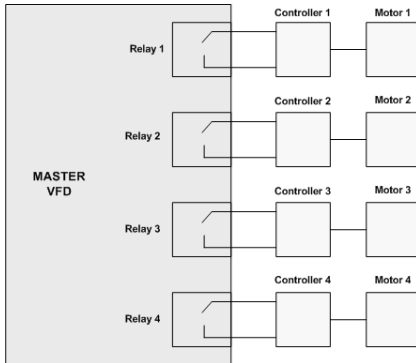 Controller 1 Motor 1
Relay 1
Controller 2 Motor 2
Relay 2
MASTER
VFD
Controller 3 Motor 3
Relay 3
Controller 4 Motor 4
Relay 4